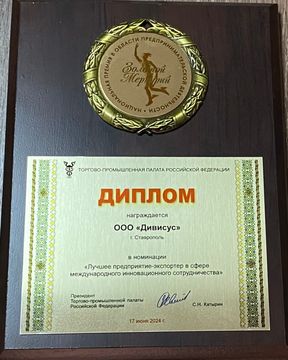 НАЦИОНАЛЬНАЯ ПРЕМИЯ В ОБЛАСТИ ПРЕДПРИНИМАТЕЛЬСКОЙ ДЕЯТЕЛЬНОСТИ
Золотой
Меркурий
ТОРГОВО-ПРОМЫШЛЕННАЯ ПАЛАТА РОССИЙСКОЙ ФЕДЕРАЦИИ
ДИПЛОМ
награждается
ООО «Дивисус»
г. Ставрополь
в номинации
«Лучшее предприятие-экспортер в сфере
международного инновационного сотрудничества»
Президент
Торгово-промышленной палаты
Российской Федерации
С.Н. Катырин
17 июня 2024 г.